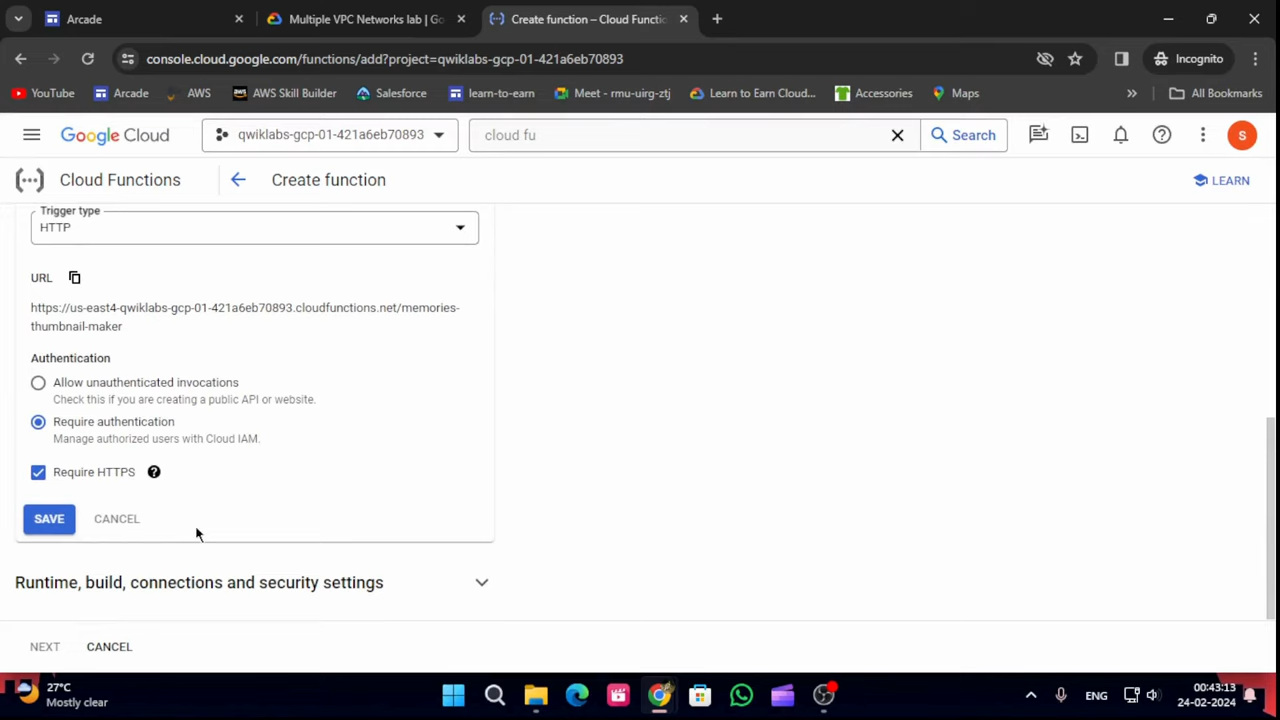 Arcade
Multiple VPC Networks lab | Go
Create function – Cloud Functio
console.cloud.google.com/functions/add?project=qwiklabs-gcp-01-421a6eb70893
Incognito
YouTube
Arcade
AWS
AWS Skill Builder
Salesforce
learn-to-earn
Meet - rmu-uirg-ztj
Learn to Earn Cloud...
Accessories
Maps
All Bookmarks
Google Cloud
qwiklabs-gcp-01-421a6eb70893
cloud fu
Search
S
Cloud Functions
Create function
LEARN
Trigger type
HTTP
URL
https://us-east4-qwiklabs-gcp-01-421a6eb70893.cloudfunctions.net/memories-
thumbnail-maker
Authentication
Allow unauthenticated invocations
Check this if you are creating a public API or website.
Require authentication
Manage authorized users with Cloud IAM.
Require HTTPS
SAVE
CANCEL
Runtime, build, connections and security settings
NEXT
CANCEL
27°C
Mostly clear
ENG
00:43:13
24-02-2024